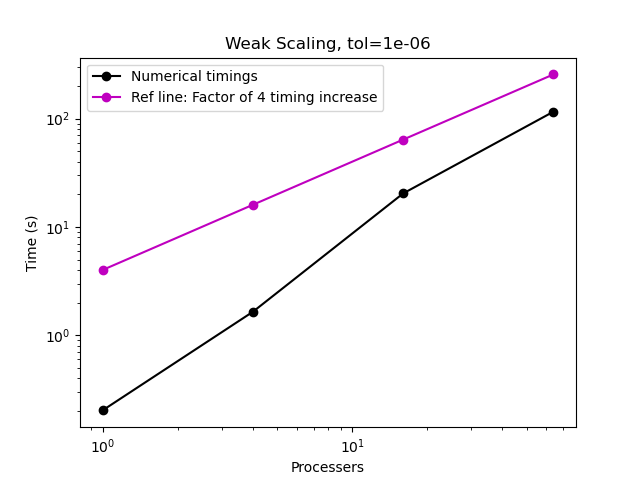 Weak Scaling, tol=1e-06
Numerical timings
Ref line: Factor of 4 timing increase
Time (s)
10²
10¹
10⁰
10⁰ 10¹
Processers